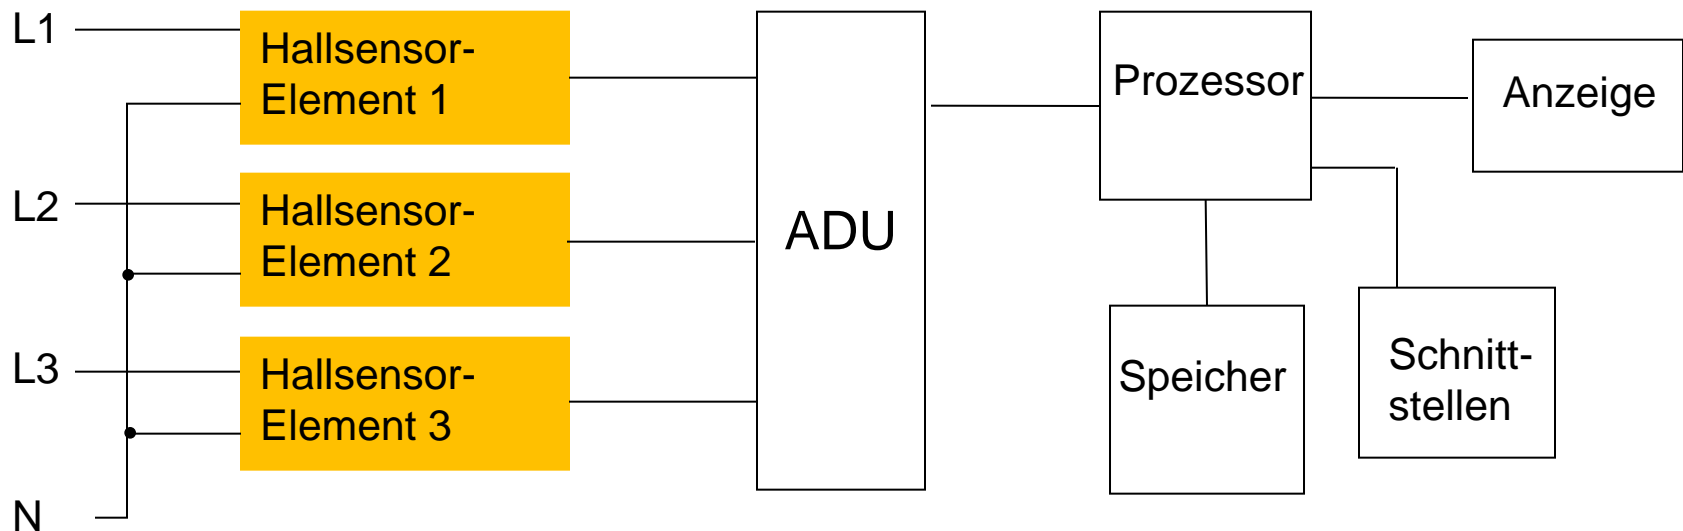 L1
Hallsensor-
Element 1
L2
Hallsensor-
Element 2
L3
Hallsensor-
Element 3
N
ADU
Prozessor
Anzeige
Speicher
Schnitt-
stellen